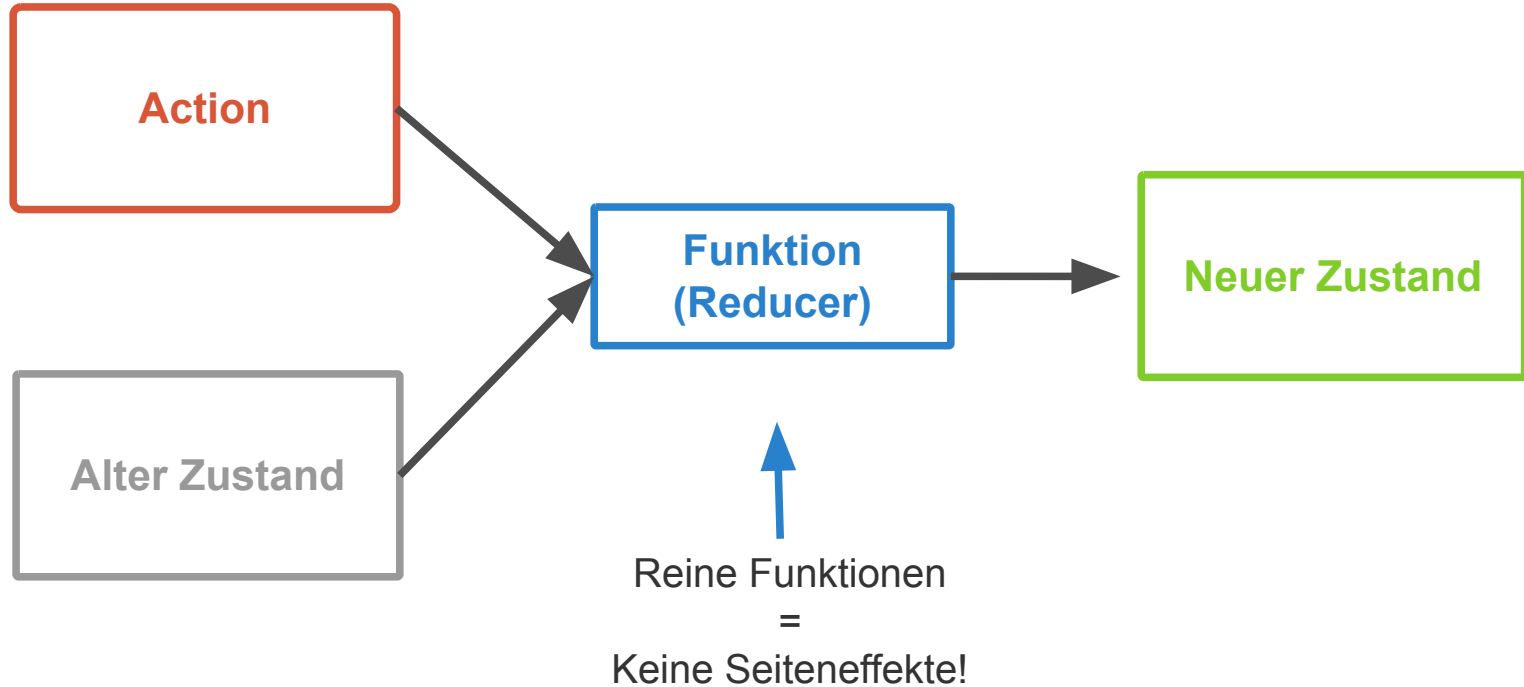 Action
Alter Zustand
Funktion
(Reducer)
Neuer Zustand
Reine Funktionen
=
Keine Seiteneffekte!